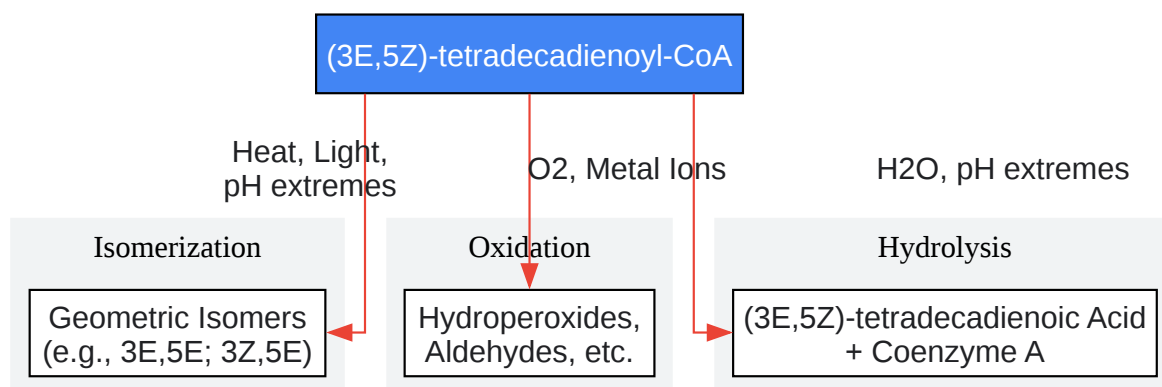 (3E,5Z)-tetradecadienoyl-CoA
Heat, Light,
pH extremes
O2, Metal Ions
H2O, pH extremes
Isomerization
Oxidation
Hydrolysis
Geometric Isomers
(e.g., 3E,5E; 3Z,5E)
Hydroperoxides,
Aldehydes, etc.
(3E,5Z)-tetradecadienoic Acid
+ Coenzyme A